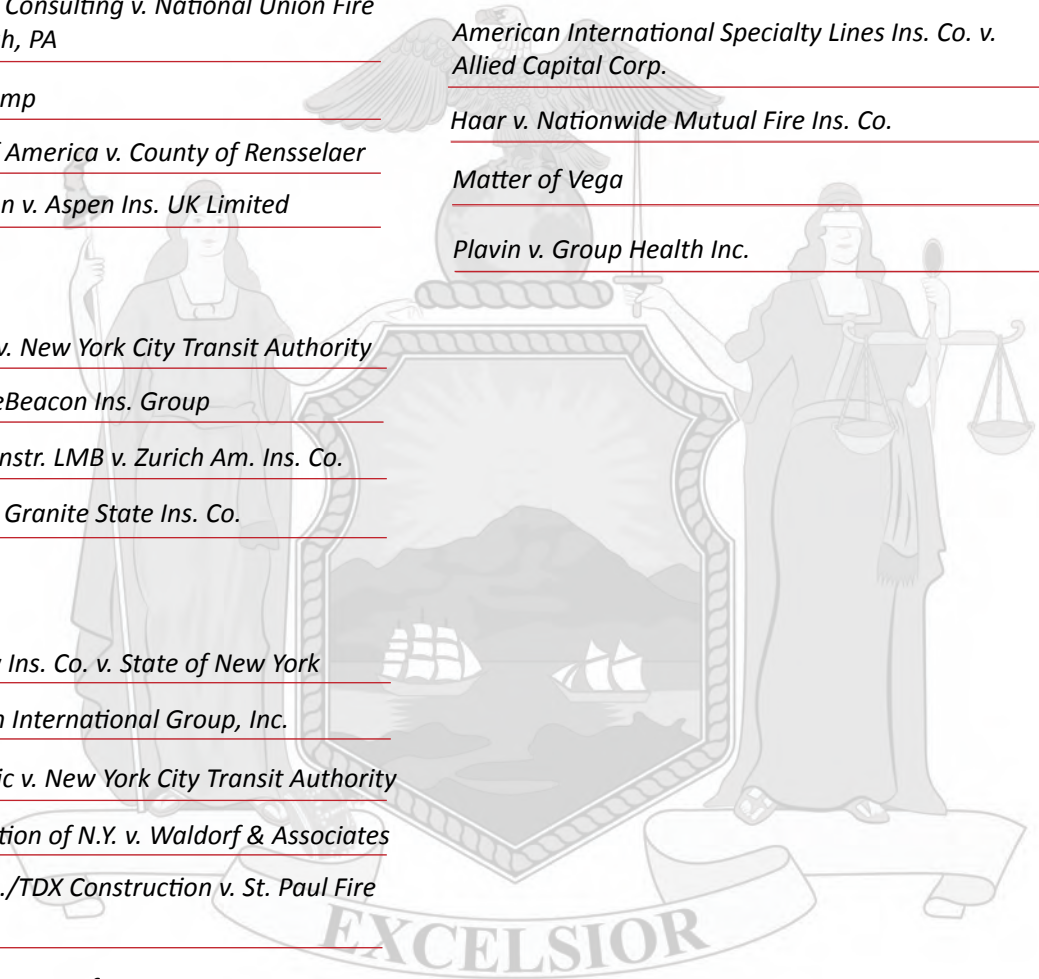 Consulting v. National Union Fire
h, PA
mp
America v. County of Rensselaer
n v. Aspen Ins. UK Limited
v. New York City Transit Authority
eBeacon Ins. Group
nstr. LMB v. Zurich Am. Ins. Co.
Granite State Ins. Co.
Ins. Co. v. State of New York
n International Group, Inc.
ic v. New York City Transit Authority
tion of N.Y. v. Waldorf & Associates
./TDX Construction v. St. Paul Fire
American International Specialty Lines Ins. Co. v.
Allied Capital Corp.
Haar v. Nationwide Mutual Fire Ins. Co.
Matter of Vega
Plavin v. Group Health Inc.
EXCELSIOR